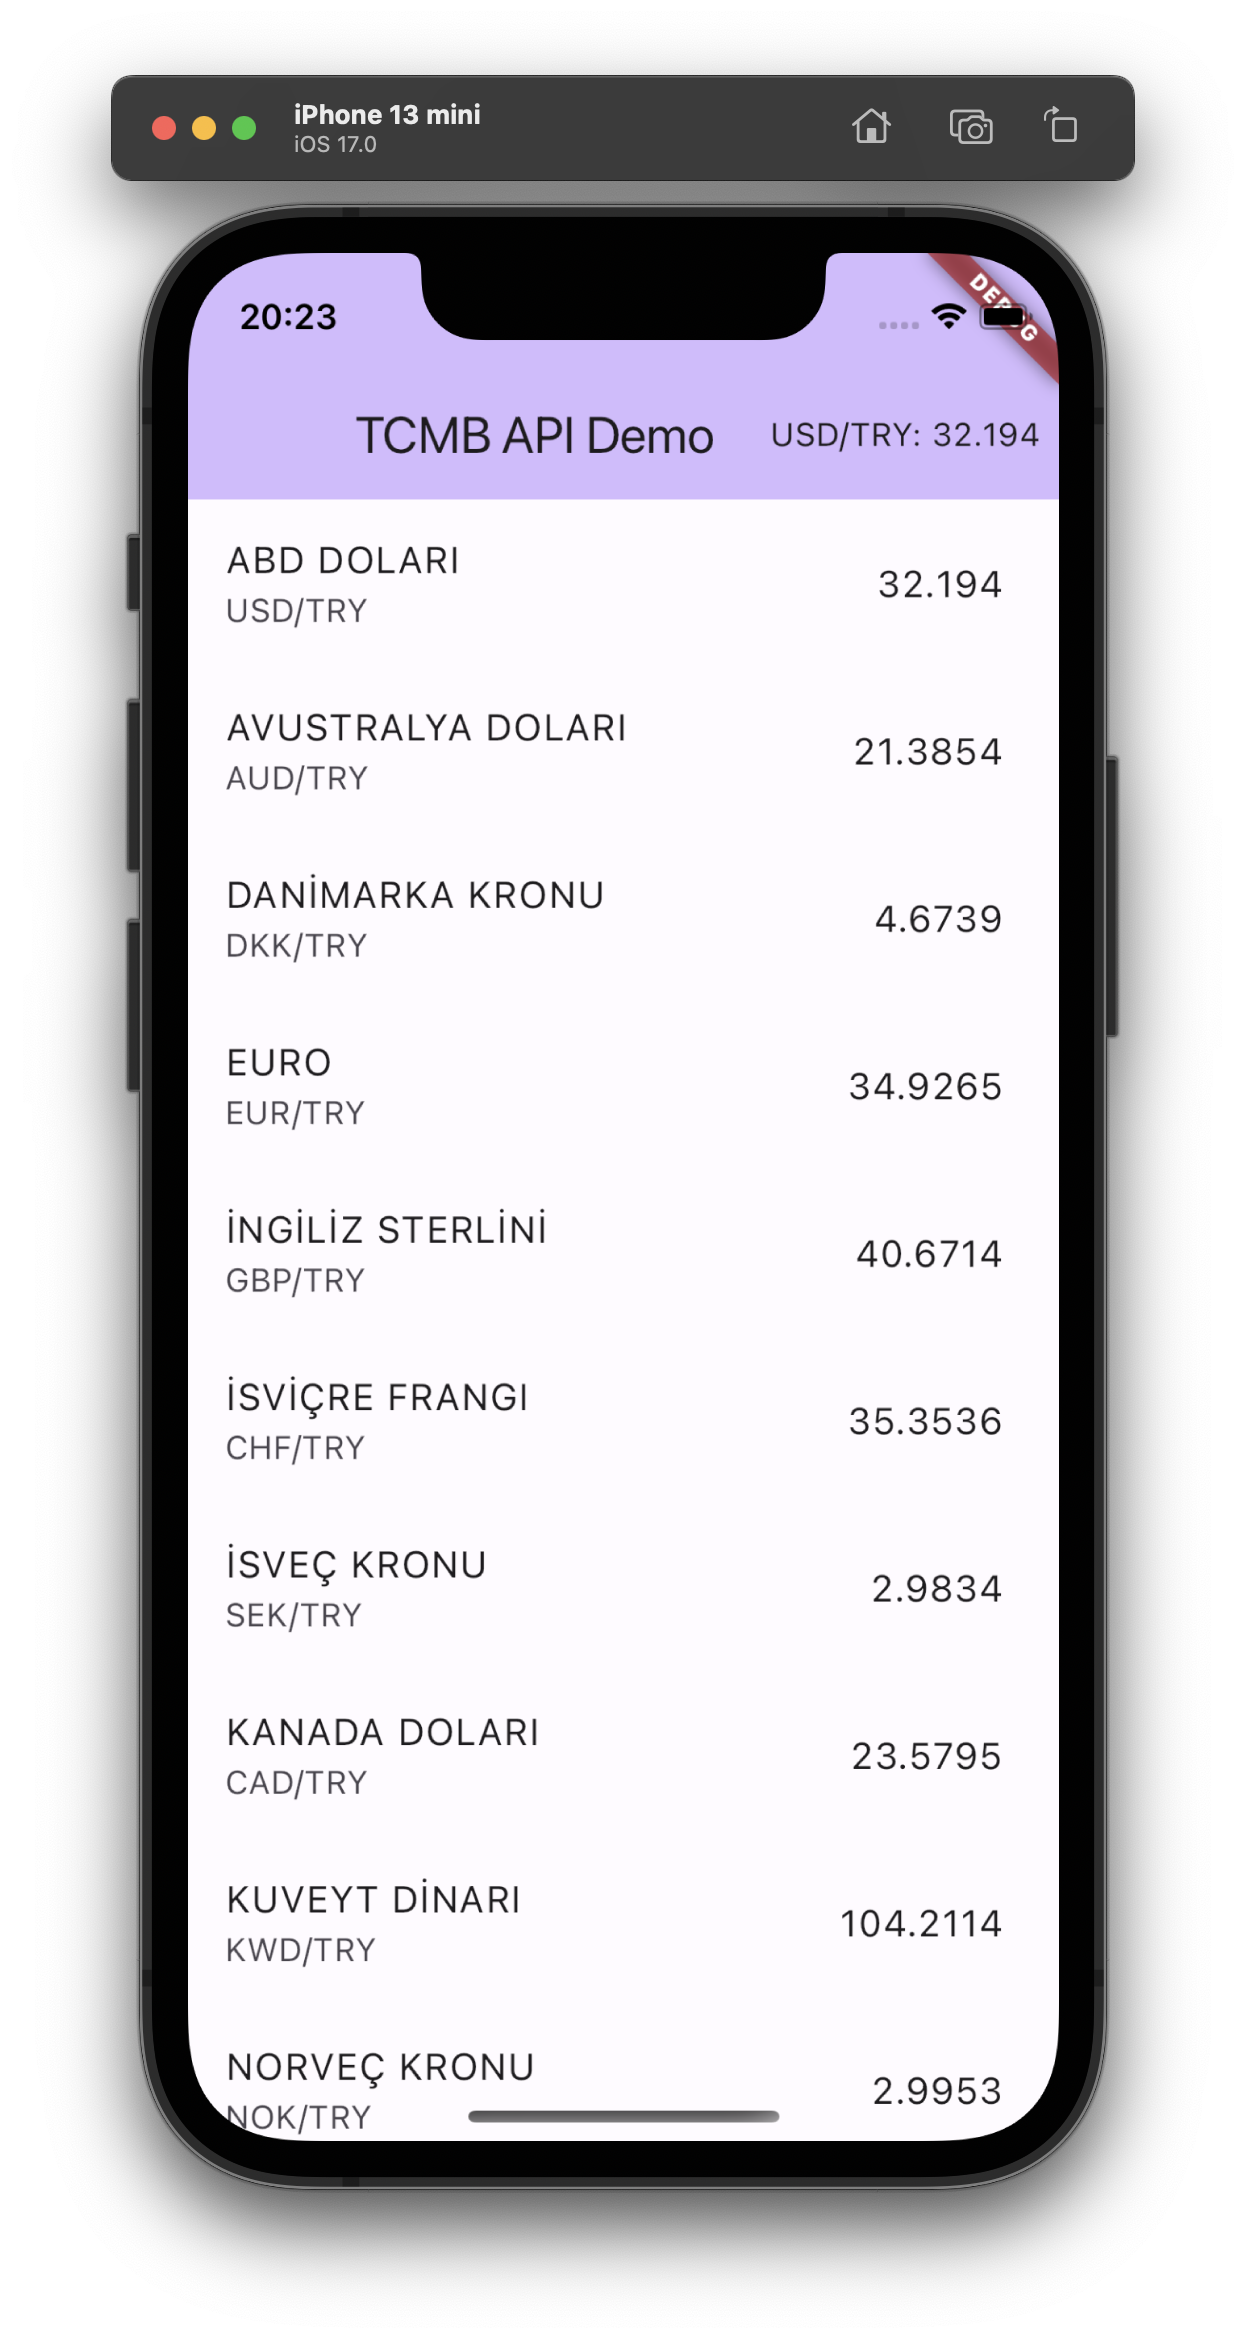 iPhone 13 mini
iOS 17.0
20:23
DEBUG
TCMB API Demo
USD/TRY: 32.194
ABD DOLARI
USD/TRY
32.194
AVUSTRALYA DOLARI
AUD/TRY
21.3854
DANİMARKA KRONU
DKK/TRY
4.6739
EURO
EUR/TRY
34.9265
İNGİLİZ STERLİNİ
GBP/TRY
40.6714
İSVİÇRE FRANGI
CHF/TRY
35.3536
İSVEÇ KRONU
SEK/TRY
2.9834
KANADA DOLARI
CAD/TRY
23.5795
KUVEYT DİNARI
KWD/TRY
104.2114
NORVEÇ KRONU
NOK/TRY
2.9953